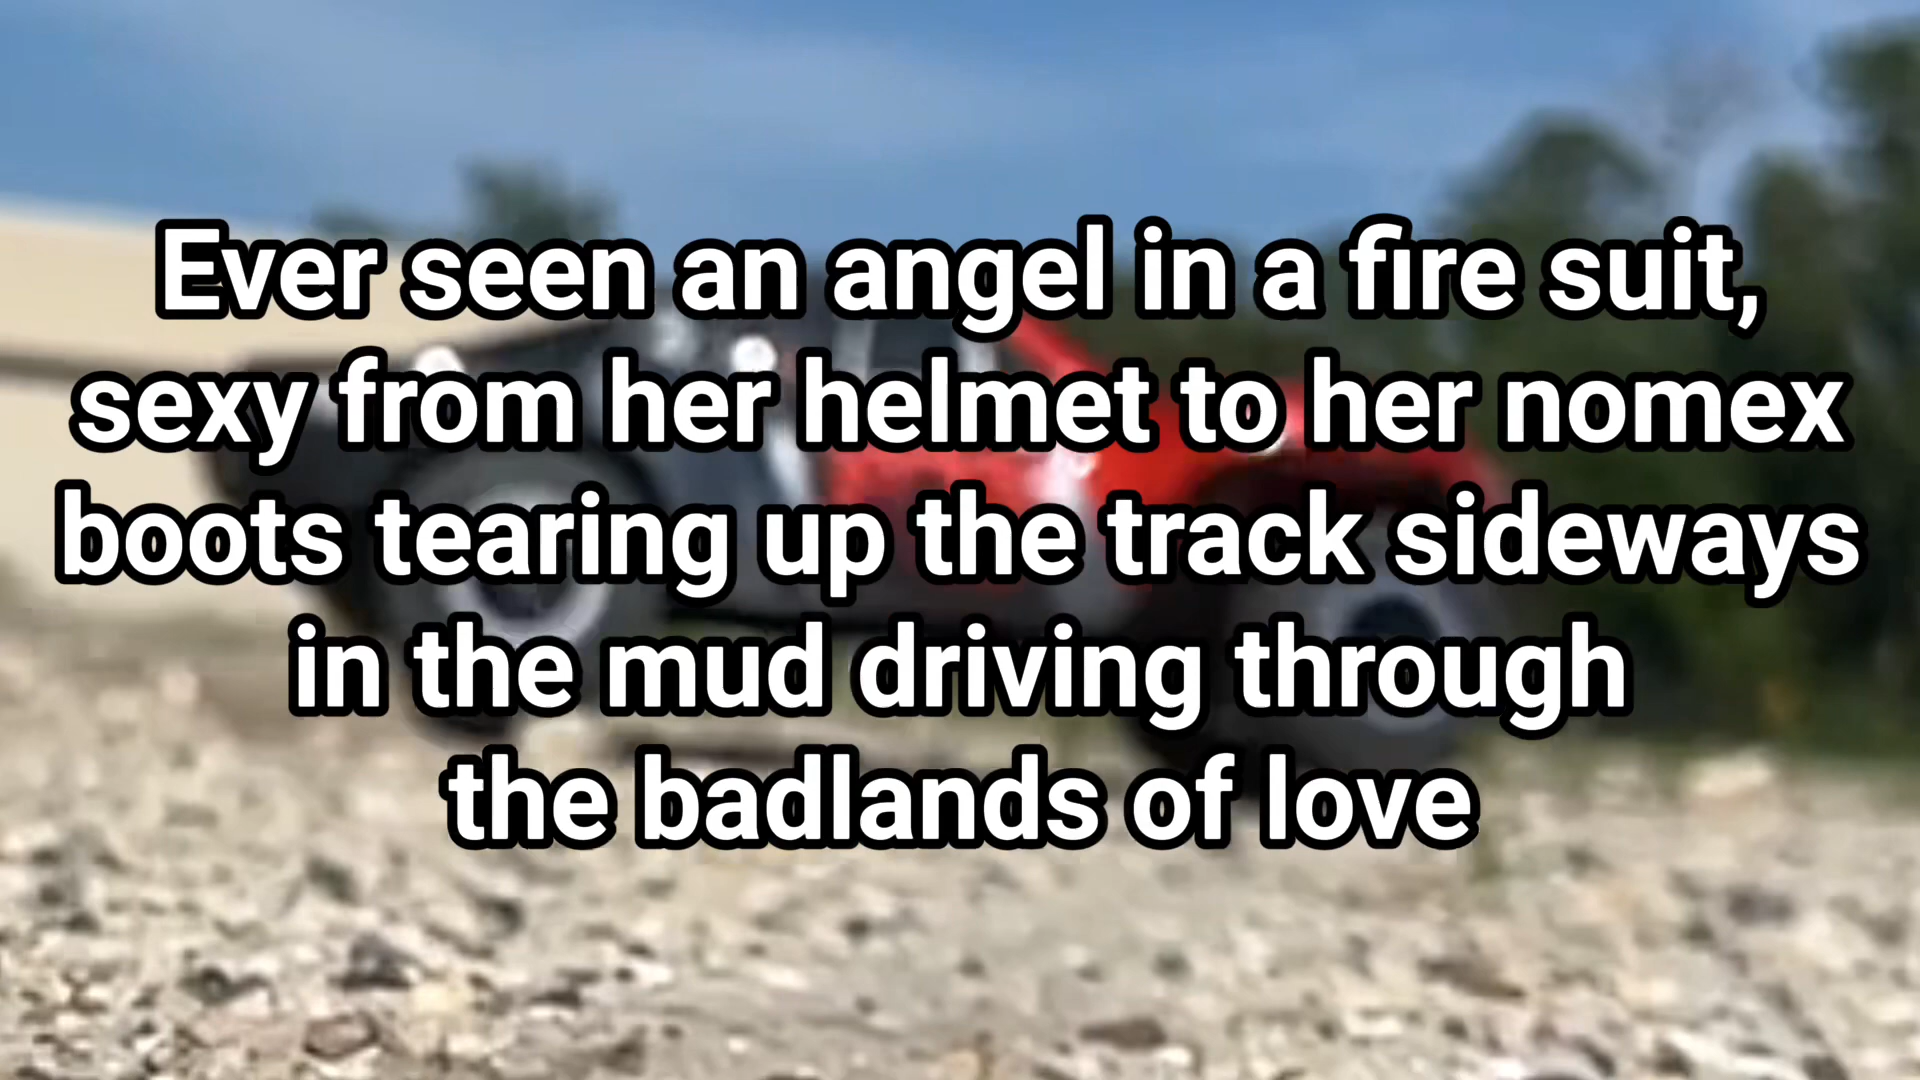 Ever seen an angel in a fire suit,
sexy from her helmet to her nomex
boots tearing up the track sideways
in the mud driving through
the badlands of love